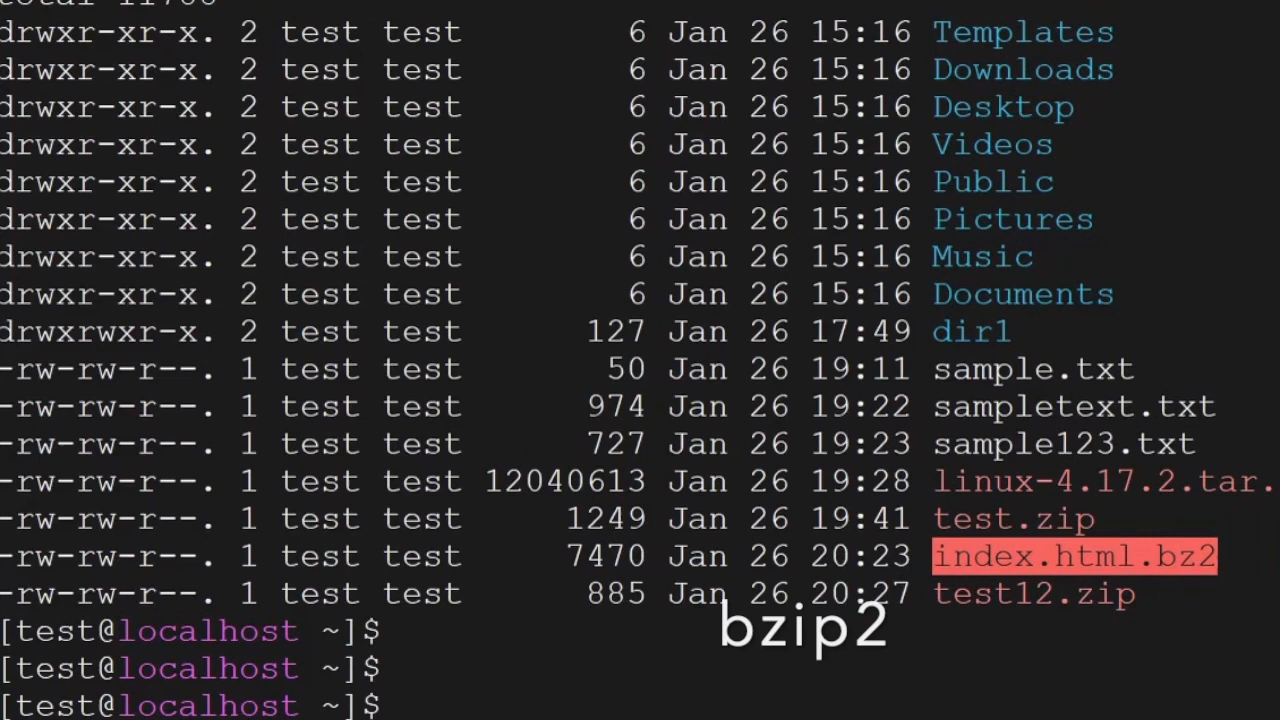 drwxr-xr-x. 2 test test 6 Jan 26 15:16 Templates
drwxr-xr-x. 2 test test 6 Jan 26 15:16 Downloads
drwxr-xr-x. 2 test test 6 Jan 26 15:16 Desktop
drwxr-xr-x. 2 test test 6 Jan 26 15:16 Videos
drwxr-xr-x. 2 test test 6 Jan 26 15:16 Public
drwxr-xr-x. 2 test test 6 Jan 26 15:16 Pictures
drwxr-xr-x. 2 test test 6 Jan 26 15:16 Music
drwxr-xr-x. 2 test test 6 Jan 26 15:16 Documents
drwxrwxr-x. 2 test test 127 Jan 26 17:49 dir1
-rw-rw-r--. 1 test test 50 Jan 26 19:11 sample.txt
-rw-rw-r--. 1 test test 974 Jan 26 19:22 sampletext.txt
-rw-rw-r--. 1 test test 727 Jan 26 19:23 sample123.txt
-rw-rw-r--. 1 test test 12040613 Jan 26 19:28 linux-4.17.2.tar.
-rw-rw-r--. 1 test test 1249 Jan 26 19:41 test.zip
-rw-rw-r--. 1 test test 7470 Jan 26 20:23 index.html.bz2
-rw-rw-r--. 1 test test 885 Jan 26 20:27 test12.zip
[test@localhost ~]$
bzip2
[test@localhost ~]$
[test@localhost ~]$